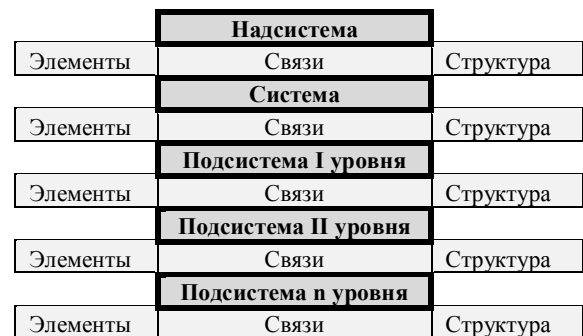 Надсистема
Элементы Связи Структура
Система
Элементы Связи Структура
Подсистема I уровня
Элементы Связи Структура
Подсистема II уровня
Элементы Связи Структура
Подсистема n уровня
Элементы Связи Структура